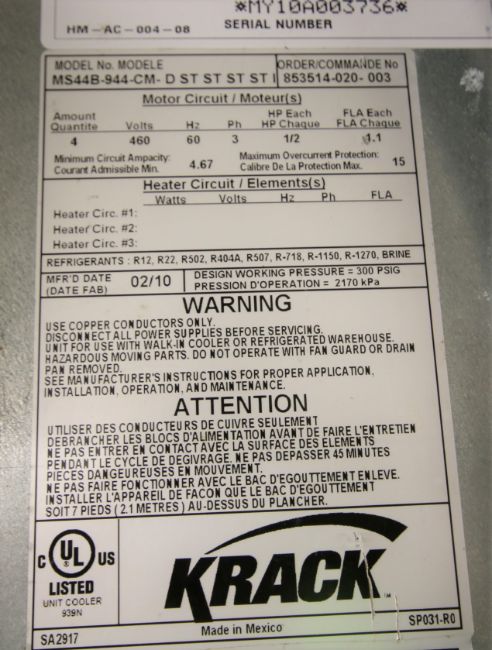 *MY10A003736*
HM-AC-004-08
SERIAL NUMBER
MODEL No. MODELE
ORDER/COMMANDE No
MS44B-944-CM- D ST ST ST ST I
853514-020- 003
Motor Circuit / Moteur(s)
Amount Quantite
Volts
Hz
Ph
HP Each HP Chaque
FLA Each FLA Chaque
4 460 60 3 1/2 1.1
Minimum Circuit Ampacity:
Courant Admissible Min.
4.67
Maximum Overcurrent Protection:
Calibre De La Protection Max.
15
Heater Circuit / Elements(s)
Watts Volts Hz Ph FLA
Heater Circ. #1:
Heater Circ. #2:
Heater Circ. #3:
REFRIGERANTS : R12, R22, R502, R404A, R507, R-718, R-1150, R-1270, BRINE
MFR'D DATE
(DATE FAB)
02/10
DESIGN WORKING PRESSURE = 300 PSIG
PRESSION D'OPERATION = 2170 kPa
WARNING
USE COPPER CONDUCTORS ONLY.
DISCONNECT ALL POWER SUPPLIES BEFORE SERVICING.
UNIT FOR USE WITH WALK-IN COOLER OR REFRIGERATED WAREHOUSE.
HAZARDOUS MOVING PARTS. DO NOT OPERATE WITH FAN GUARD OR DRAIN
PAN REMOVED.
SEE MANUFACTURER'S INSTRUCTIONS FOR PROPER APPLICATION,
INSTALLATION, OPERATION, AND MAINTENANCE.
ATTENTION
UTILISER DES CONDUCTEURS DE CUIVRE SEULEMENT
DEBRANCHER LES BLOCS D'ALIMENTATION AVANT DE FAIRE L'ENTRETIEN
NE PAS ENTRER EN CONTACT AVEC LA SURFACE DES ELEMENTS
PENDANT LE CYCLE DE DEGIVRAGE. NE PAS DEPASSER 45 MINUTES
PIECES DANGEUREUSES EN MOUVEMENT.
NE PAS FAIRE FONCTIONNER AVEC LE BAC D'EGOUTTEMENT ENLEVE.
INSTALLER L'APPAREIL DE FACON QUE LE BAC D'EGOUTTEMENT
SOIT 7 PIEDS ( 2.1 METRES ) AU-DESSUS DU PLANCHER.
C UL US
LISTED
UNIT COOLER
939N
KRACK
SA2917
Made in Mexico
SP031-R0